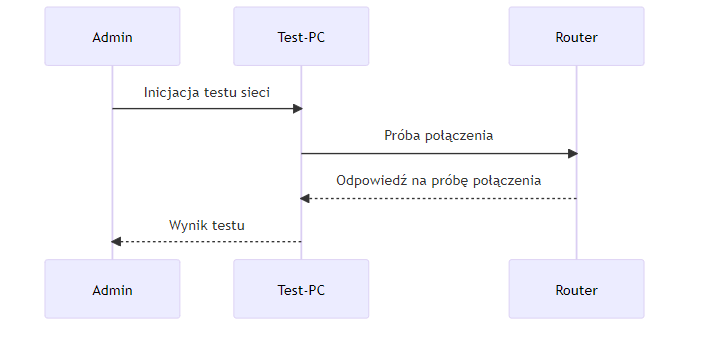 Admin
Test-PC
Router
Inicjacja testu sieci
Próba połączenia
Odpowiedź na próbę połączenia
Wynik testu
Admin
Test-PC
Router